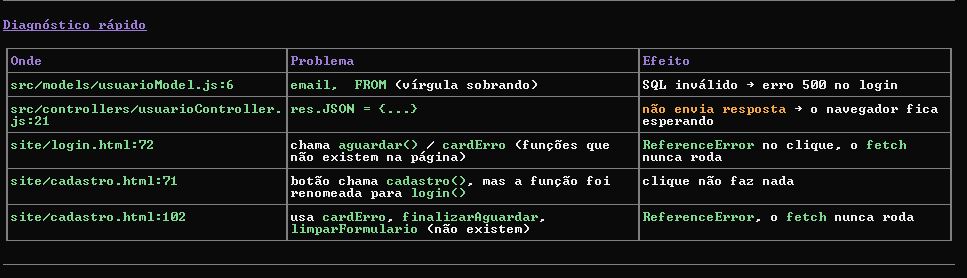 Diagnóstico rápido
Onde Problema Efeito
src/models/usuarioModel.js:6 email,  FROM (vírgula sobrando) SQL inválido → erro 500 no login
src/controllers/usuarioController. res.JSON = {...} não envia resposta → o navegador fica
js:21 esperando
site/login.html:72 chama aguardar() / cardErro (funções que ReferenceError no clique, o fetch
não existem na página) nunca roda
site/cadastro.html:71 botão chama cadastro(), mas a função foi clique não faz nada
renomeada para login()
site/cadastro.html:102 usa cardErro, finalizarAguardar, ReferenceError, o fetch nunca roda
limparFormulario (não existem)